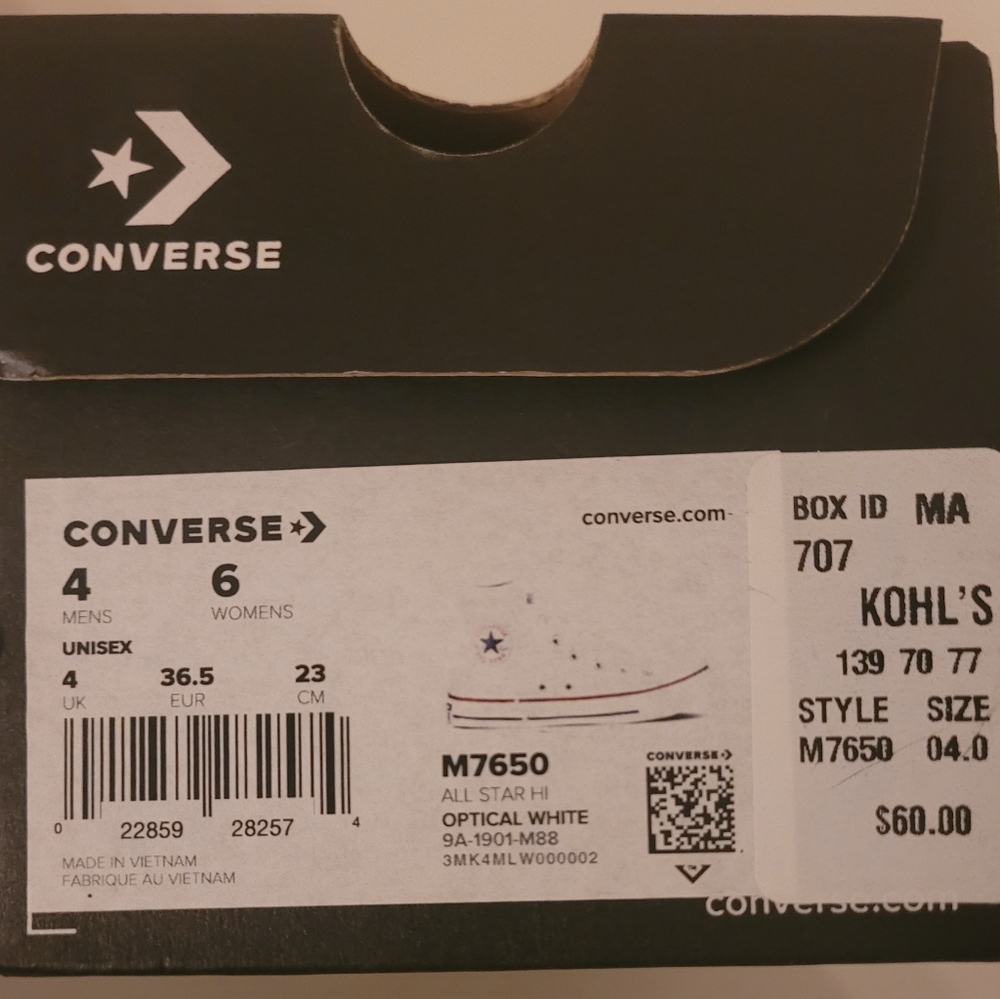 CONVERSE
CONVERSE
converse.com
4 6
MENS WOMENS
UNISEX
4 36.5 23
UK EUR CM
0 22859 28257 4
MADE IN VIETNAM
FABRIQUE AU VIETNAM
M7650
ALL STAR HI
OPTICAL WHITE
9A-1901-M88
3MK4MLW000002
CONVERSE
BOX ID MA
707
KOHL'S
139 70 77
STYLE SIZE
M7650 04.0
$60.00
converse.com